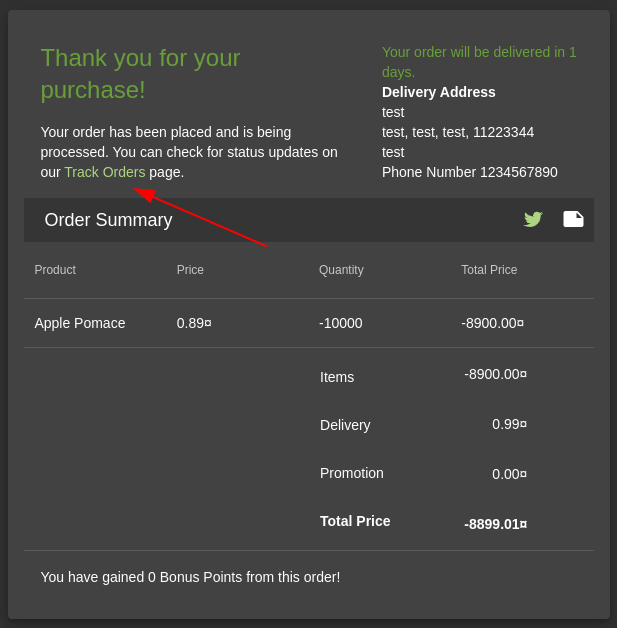 Thank you for your
purchase!
Your order has been placed and is being
processed. You can check for status updates on
our Track Orders page.
Your order will be delivered in 1
days.
Delivery Address
test
test, test, test, 11223344
test
Phone Number 1234567890
Order Summary
Product Price Quantity Total Price
Apple Pomace 0.89¤ -10000 -8900.00¤
Items -8900.00¤
Delivery 0.99¤
Promotion 0.00¤
Total Price -8899.01¤
You have gained 0 Bonus Points from this order!